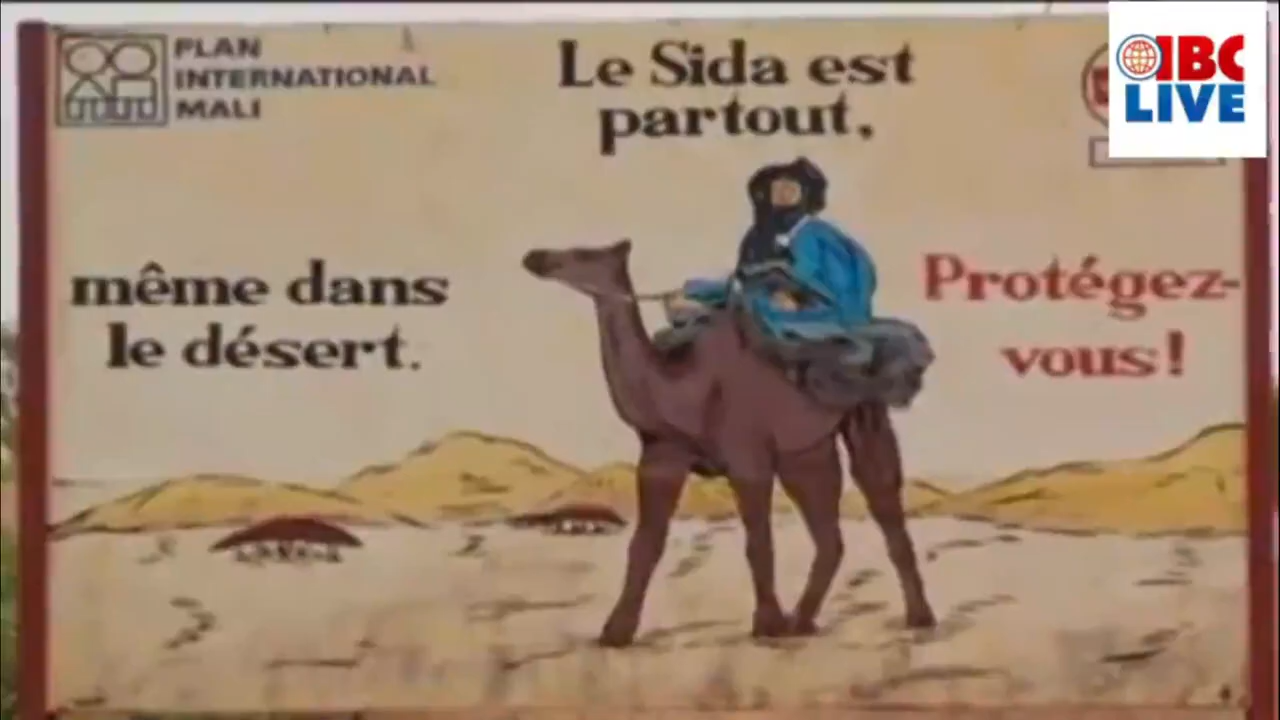 PLAN
INTERNATIONAL
MALI
Le Sida est
partout,
même dans
le désert.
Protégez-
vous!
IBC
LIVE